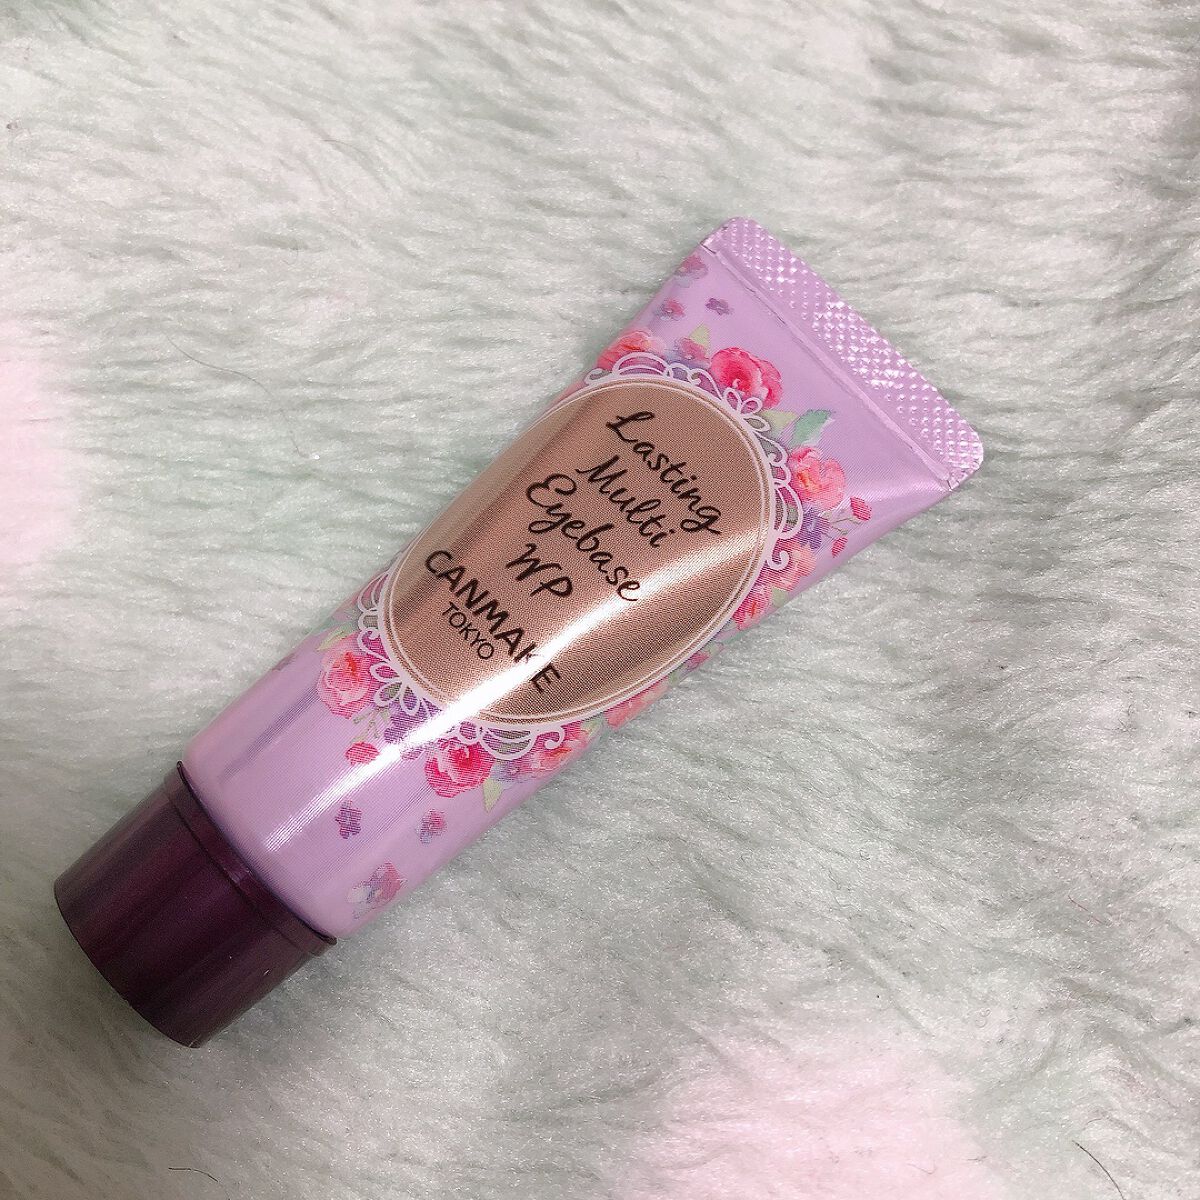 Lasting
Multi
Eyebase
WP
CANMAKE
TOKYO